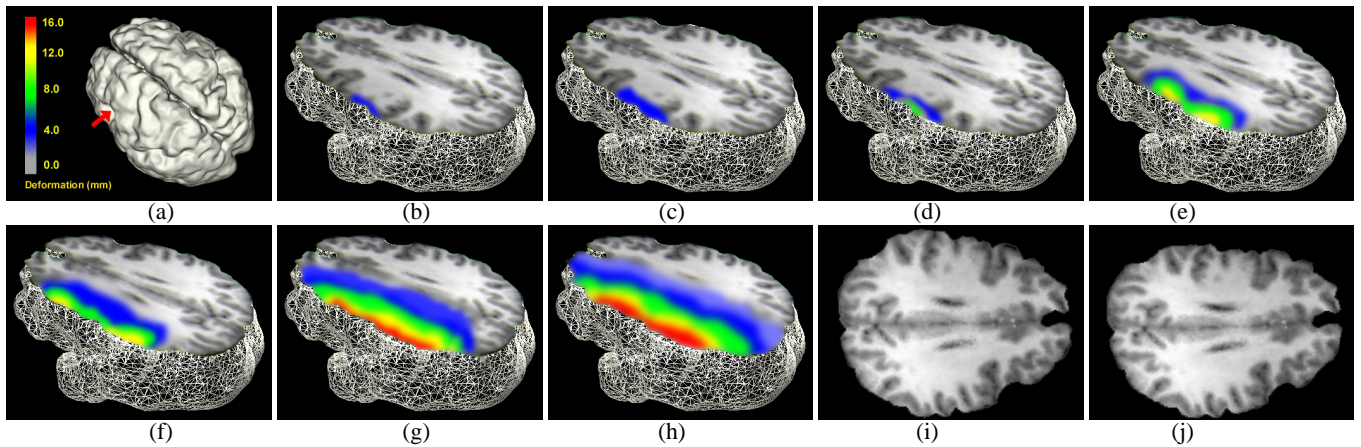 16.0
12.0
8.0
4.0
0.0
Deformation (mm)
(a)
(b)
(c)
(d)
(e)
(f)
(g)
(h)
(i)
(j)